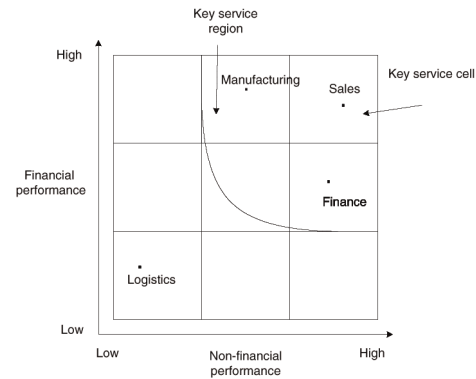 Key service
region
High
Manufacturing
Sales
Key service cell
Financial
performance
Finance
Logistics
Low
Low
Non-financial
performance
High